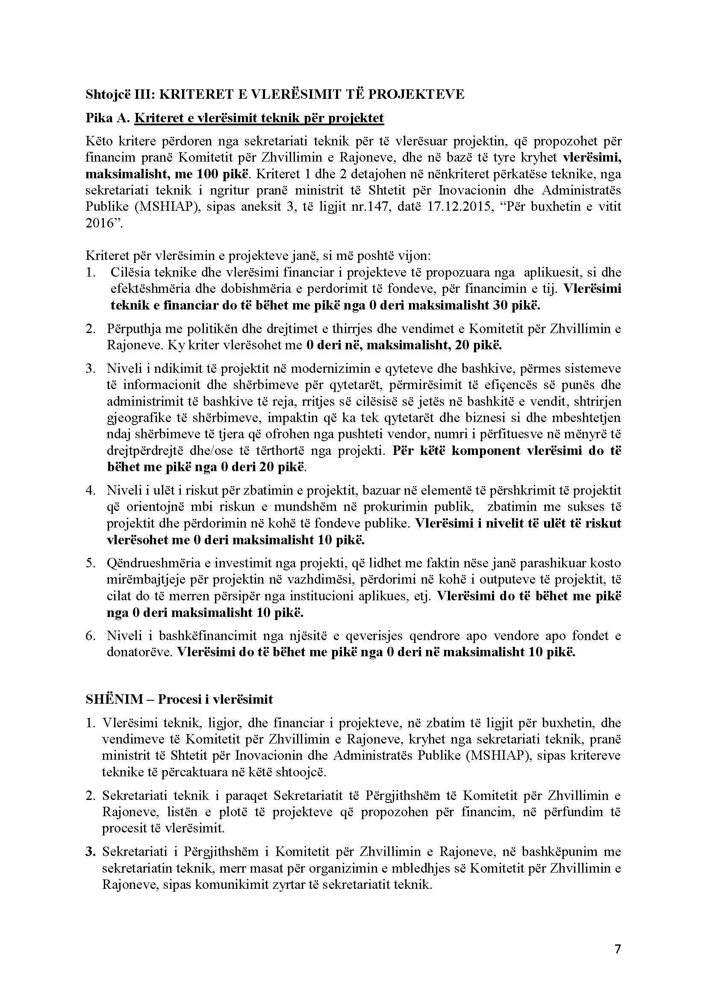 Shtojcë III: KRITERET E VLERËSIMIT TË PROJEKTEVE
Pika A. Kriteret e vlerësimit teknik për projektet
Këto kritere përdoren nga sekretariati teknik për të vlerësuar projektin, që propozohet për
financim pranë Komitetit për Zhvillimin e Rajoneve, dhe në bazë të tyre kryhet vlerësimi,
maksimalisht, me 100 pikë. Kriteret 1 dhe 2 detajohen në nënkriteret përkatëse teknike, nga
sekretariati teknik i ngritur pranë ministrit të Shtetit për Inovacionin dhe Administratës
Publike (MSHIAP), sipas aneksit 3, të ligjit nr.147, datë 17.12.2015, “Për buxhetin e vitit
2016”.
Kriteret për vlerësimin e projekteve janë, si më poshtë vijon:
1. Cilësia teknike dhe vlerësimi financiar i projekteve të propozuara nga aplikuesit, si dhe
efektëshmëria dhe dobishmëria e perdorimit të fondeve, për financimin e tij. Vlerësimi
teknik e financiar do të bëhet me pikë nga 0 deri maksimalisht 30 pikë.
2. Përputhja me politikën dhe drejtimet e thirrjes dhe vendimet e Komitetit për Zhvillimin e
Rajoneve. Ky kriter vlerësohet me 0 deri në, maksimalisht, 20 pikë.
3. Niveli i ndikimit të projektit në modernizimin e qyteteve dhe bashkive, përmes sistemeve
të informacionit dhe shërbimeve për qytetarët, përmirësimit të efiçencës së punës dhe
administrimit të bashkive të reja, rritjes së cilësisë së jetës në bashkitë e vendit, shtrirjen
gjeografike të shërbimeve, impaktin që ka tek qytetarët dhe biznesi si dhe mbeshtetjen
ndaj shërbimeve të tjera që ofrohen nga pushteti vendor, numri i përfituesve në mënyrë të
drejtpërdrejtë dhe/ose të tërthortë nga projekti. Për këtë komponent vlerësimi do të
bëhet me pikë nga 0 deri 20 pikë.
4. Niveli i ulët i riskut për zbatimin e projektit, bazuar në elementë të përshkrimit të projektit
që orientojnë mbi riskun e mundshëm në prokurimin publik, zbatimin me sukses të
projektit dhe përdorimin në kohë të fondeve publike. Vlerësimi i nivelit të ulët të riskut
vlerësohet me 0 deri maksimalisht 10 pikë.
5. Qëndrueshmëria e investimit nga projekti, që lidhet me faktin nëse janë parashikuar kosto
mirëmbajtjeje për projektin në vazhdimësi, përdorimi në kohë i outputeve të projektit, të
cilat do të merren përsipër nga institucioni aplikues, etj. Vlerësimi do të bëhet me pikë
nga 0 deri maksimalisht 10 pikë.
6. Niveli i bashkëfinancimit nga njësitë e qeverisjes qendrore apo vendore apo fondet e
donatorëve. Vlerësimi do të bëhet me pikë nga 0 deri në maksimalisht 10 pikë.
SHËNIM – Procesi i vlerësimit
1. Vlerësimi teknik, ligjor, dhe financiar i projekteve, në zbatim të ligjit për buxhetin, dhe
vendimeve të Komitetit për Zhvillimin e Rajoneve, kryhet nga sekretariati teknik, pranë
ministrit të Shtetit për Inovacionin dhe Administratës Publike (MSHIAP), sipas kritereve
teknike të përcaktuara në këtë shtoojcë.
2. Sekretariati teknik i paraqet Sekretariatit të Përgjithshëm të Komitetit për Zhvillimin e
Rajoneve, listën e plotë të projekteve që propozohen për financim, në përfundim të
procesit të vlerësimit.
3. Sekretariati i Përgjithshëm i Komitetit për Zhvillimin e Rajoneve, në bashkëpunim me
sekretariatin teknik, merr masat për organizimin e mbledhjes së Komitetit për Zhvillimin e
Rajoneve, sipas komunikimit zyrtar të sekretariatit teknik.
7